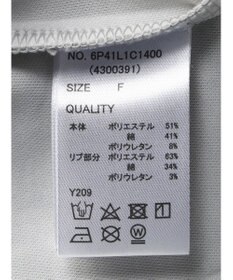 NO. 6P41L1C1400
(4300391)
SIZE F
QUALITY
本体 ポリエステル 51%
綿 41%
ポリウレタン 8%
リブ部分 ポリエステル 63%
綿 34%
ポリウレタン 3%
Y209